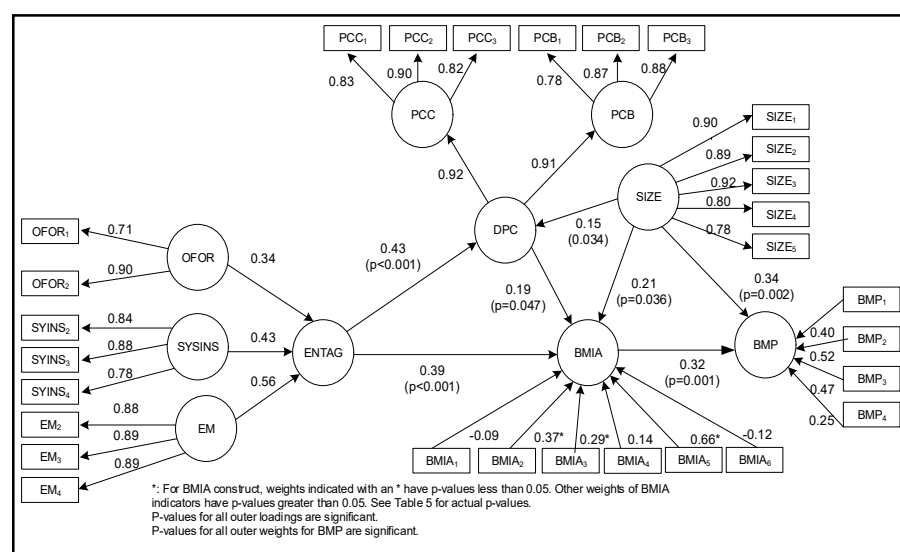 PCC₁ PCC₂ PCC₃ PCB₁ PCB₂ PCB₃
0.83 0.90 0.82 0.78 0.87 0.88
PCC PCB
0.92 0.91
SIZE₁
SIZE₂
SIZE₃
SIZE₄
SIZE₅
0.90
0.89
0.92
0.80
0.78
SIZE
DPC
0.15
(0.034)
OFOR₁ 0.71
OFOR₂ 0.90
OFOR 0.34
0.43
(p<0.001)
0.19
(p=0.047)
0.21
(p=0.036)
0.34
(p=0.002)
SYINS₂ 0.84
SYINS₃ 0.88
SYINS₄ 0.78
SYSINS 0.43
ENTAG
0.39
(p<0.001)
BMIA
0.32
(p=0.001)
BMP
BMP₁
BMP₂
BMP₃
BMP₄
0.40
0.52
0.47
0.25
EM₂ 0.88
EM₃ 0.89
EM₄ 0.89
EM 0.56
-0.09 0.37* 0.29* 0.14 0.66* -0.12
BMIA₁ BMIA₂ BMIA₃ BMIA₄ BMIA₅ BMIA₆
*: For BMIA construct, weights indicated with an * have p-values less than 0.05. Other weights of BMIA
indicators have p-values greater than 0.05. See Table 5 for actual p-values.
P-values for all outer loadings are significant.
P-values for all outer weights for BMP are significant.